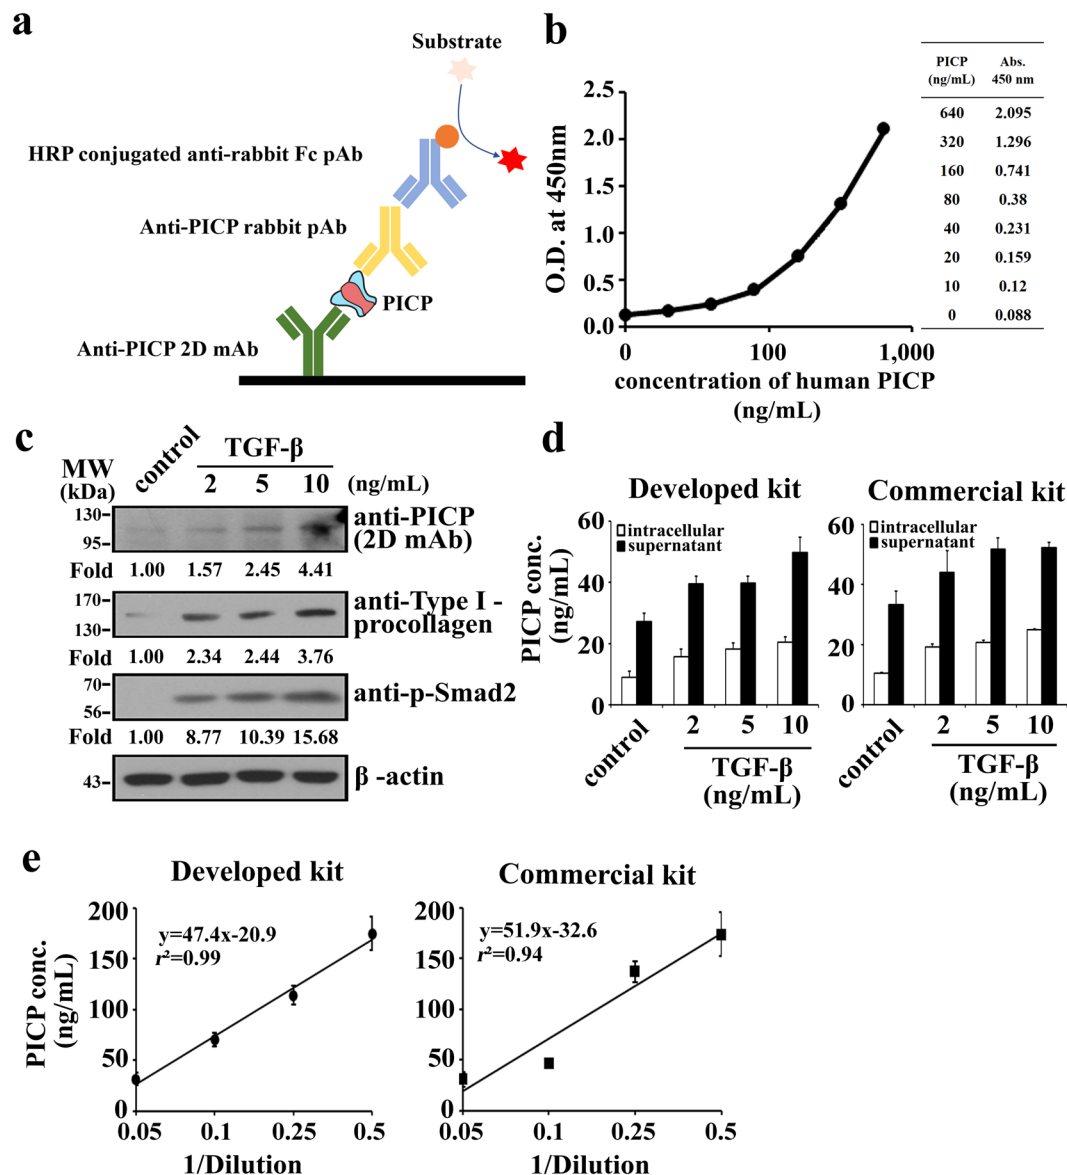 a
Substrate
HRP conjugated anti-rabbit Fc pAb
Anti-PICP rabbit pAb
PICP
Anti-PICP 2D mAb
b
O.D. at 450nm
2.5
2.0
1.5
1.0
0.5
0.0
0 100 1,000
concentration of human PICP
(ng/mL)
PICP Abs.
(ng/mL) 450 nm
640 2.095
320 1.296
160 0.741
80 0.38
40 0.231
20 0.159
10 0.12
0 0.088
c
MW
(kDa)
control
TGF-β
2 5 10 (ng/mL)
130
95
anti-PICP
(2D mAb)
Fold 1.00 1.57 2.45 4.41
170
130
anti-Type I -
procollagen
Fold 1.00 2.34 2.44 3.76
70
56
anti-p-Smad2
Fold 1.00 8.77 10.39 15.68
43
β -actin
d
Developed kit
PICP conc.
(ng/mL)
60
40
20
0
intracellular
supernatant
control
2 5 10
TGF-β
(ng/mL)
Commercial kit
60
40
20
0
intracellular
supernatant
control
2 5 10
TGF-β
(ng/mL)
e
Developed kit
PICP conc.
(ng/mL)
200
150
100
50
0
y=47.4x-20.9
r²=0.99
0.05 0.1 0.25 0.5
1/Dilution
Commercial kit
200
150
100
50
0
y=51.9x-32.6
r²=0.94
0.05 0.1 0.25 0.5
1/Dilution